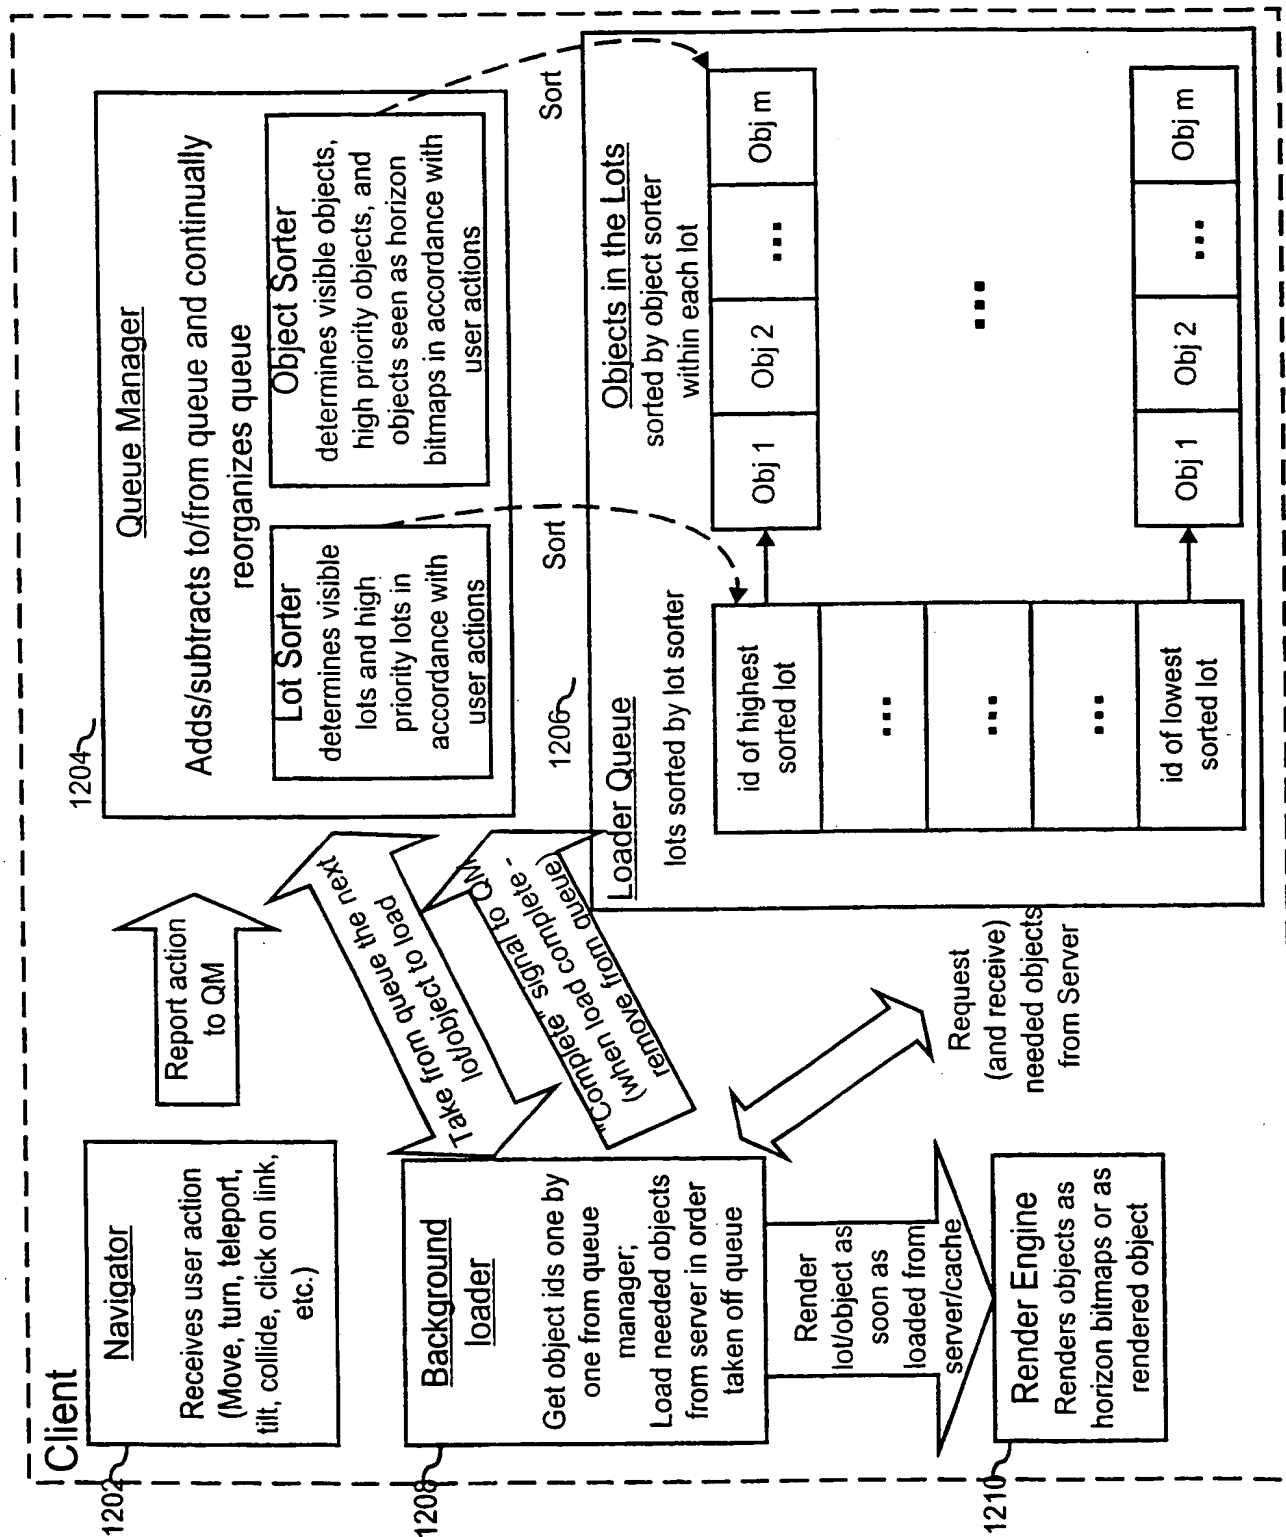 Client
1202
Navigator
Receives user action
(Move, turn, teleport,
tilt, collide, click on link,
etc.)
Report action
to QM
1204
Queue Manager
Adds/subtracts to/from queue and continually
reorganizes queue
Lot Sorter
determines visible
lots and high
priority lots in
accordance with
user actions
Object Sorter
determines visible objects,
high priority objects, and
objects seen as horizon
bitmaps in accordance with
user actions
Take from queue the next
lot/object to load
"Complete" signal to QM
(when load complete -
remove from queue)
1208
Background
loader
Get object ids one by
one from queue
manager;
Load needed objects
from server in order
taken off queue
1206
Sort
Sort
Loader Queue
lots sorted by lot sorter
id of highest
sorted lot
...
...
...
id of lowest
sorted lot
Objects in the Lots
sorted by object sorter
within each lot
Obj 1
Obj 2
...
Obj m
...
Obj 1
Obj 2
...
Obj m
Request
(and receive)
needed objects
from Server
Render
lot/object as
soon as
loaded from
server/cache
1210
Render Engine
Renders objects as
horizon bitmaps or as
rendered object